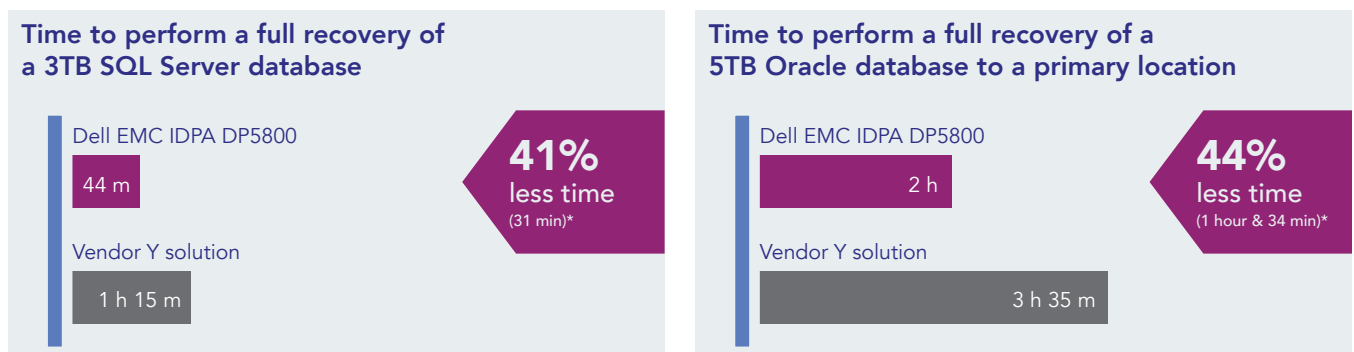 Time to perform a full recovery of
a 3TB SQL Server database
Dell EMC IDPA DP5800
44 m
Vendor Y solution
1 h 15 m
41%
less time
(31 min)*
Time to perform a full recovery of a
5TB Oracle database to a primary location
Dell EMC IDPA DP5800
2 h
Vendor Y solution
3 h 35 m
44%
less time
(1 hour & 34 min)*